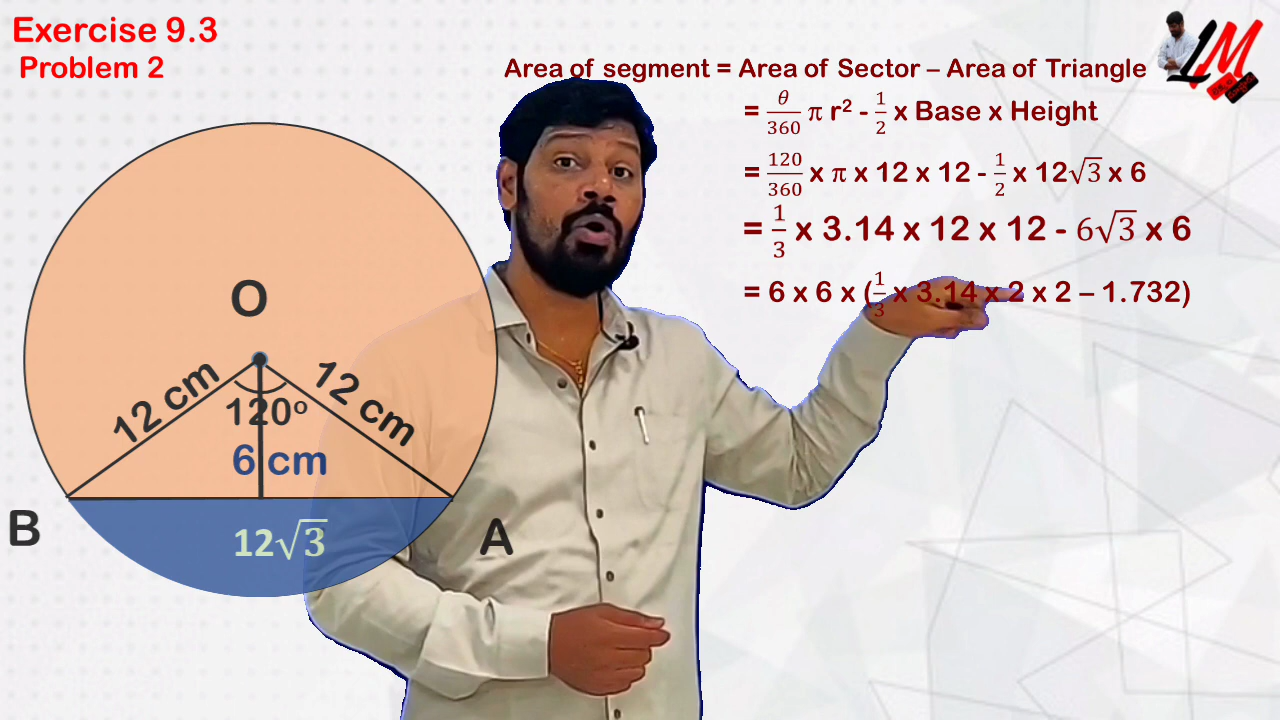 Exercise 9.3
Problem 2
LM
Area of segment = Area of Sector – Area of Triangle
= θ/360 π r² - 1/2 x Base x Height
= 120/360 x π x 12 x 12 - 1/2 x 12√3 x 6
= 1/3 x 3.14 x 12 x 12 - 6√3 x 6
= 6 x 6 x (1/3 x 3.14 x 2 x 2 – 1.732)
O
12 cm
12 cm
120°
6 cm
B
12√3
A